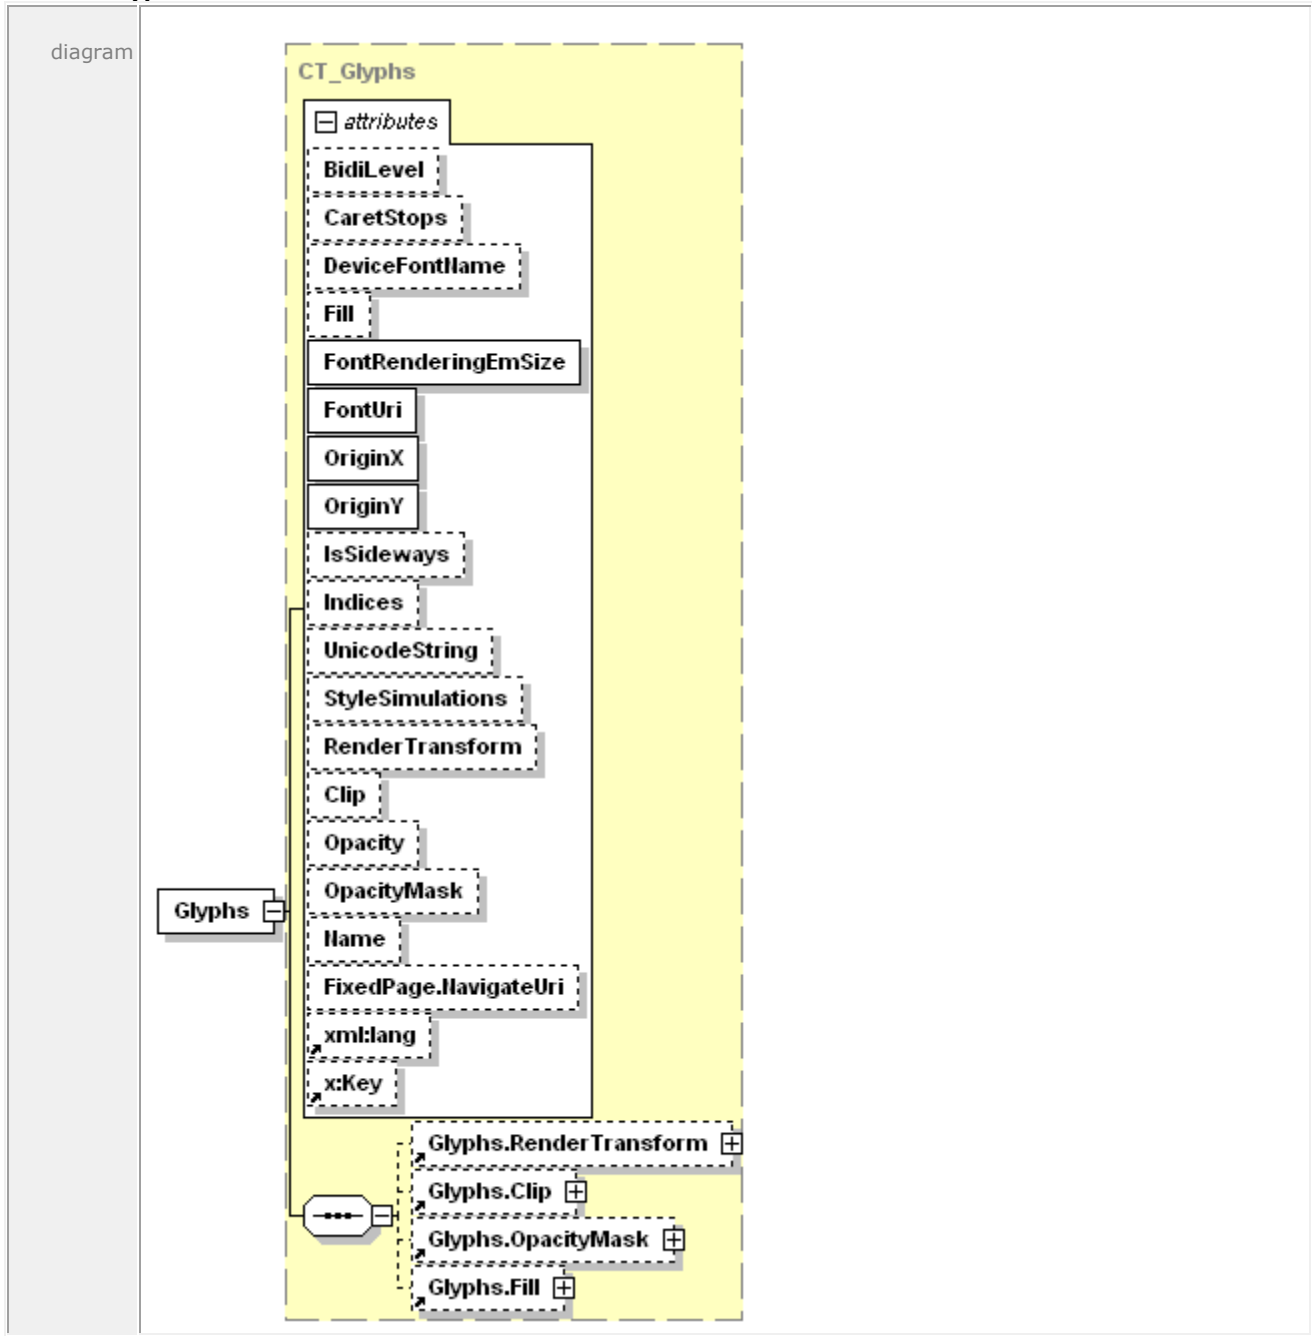 diagram
CT_Glyphs
attributes
BidiLevel
CaretStops
DeviceFontName
Fill
FontRenderingEmSize
FontUri
OriginX
OriginY
IsSideways
Indices
UnicodeString
StyleSimulations
RenderTransform
Clip
Opacity
OpacityMask
Glyphs
Name
FixedPage.NavigateUri
xml:lang
x:Key
Glyphs.RenderTransform
Glyphs.Clip
Glyphs.OpacityMask
Glyphs.Fill